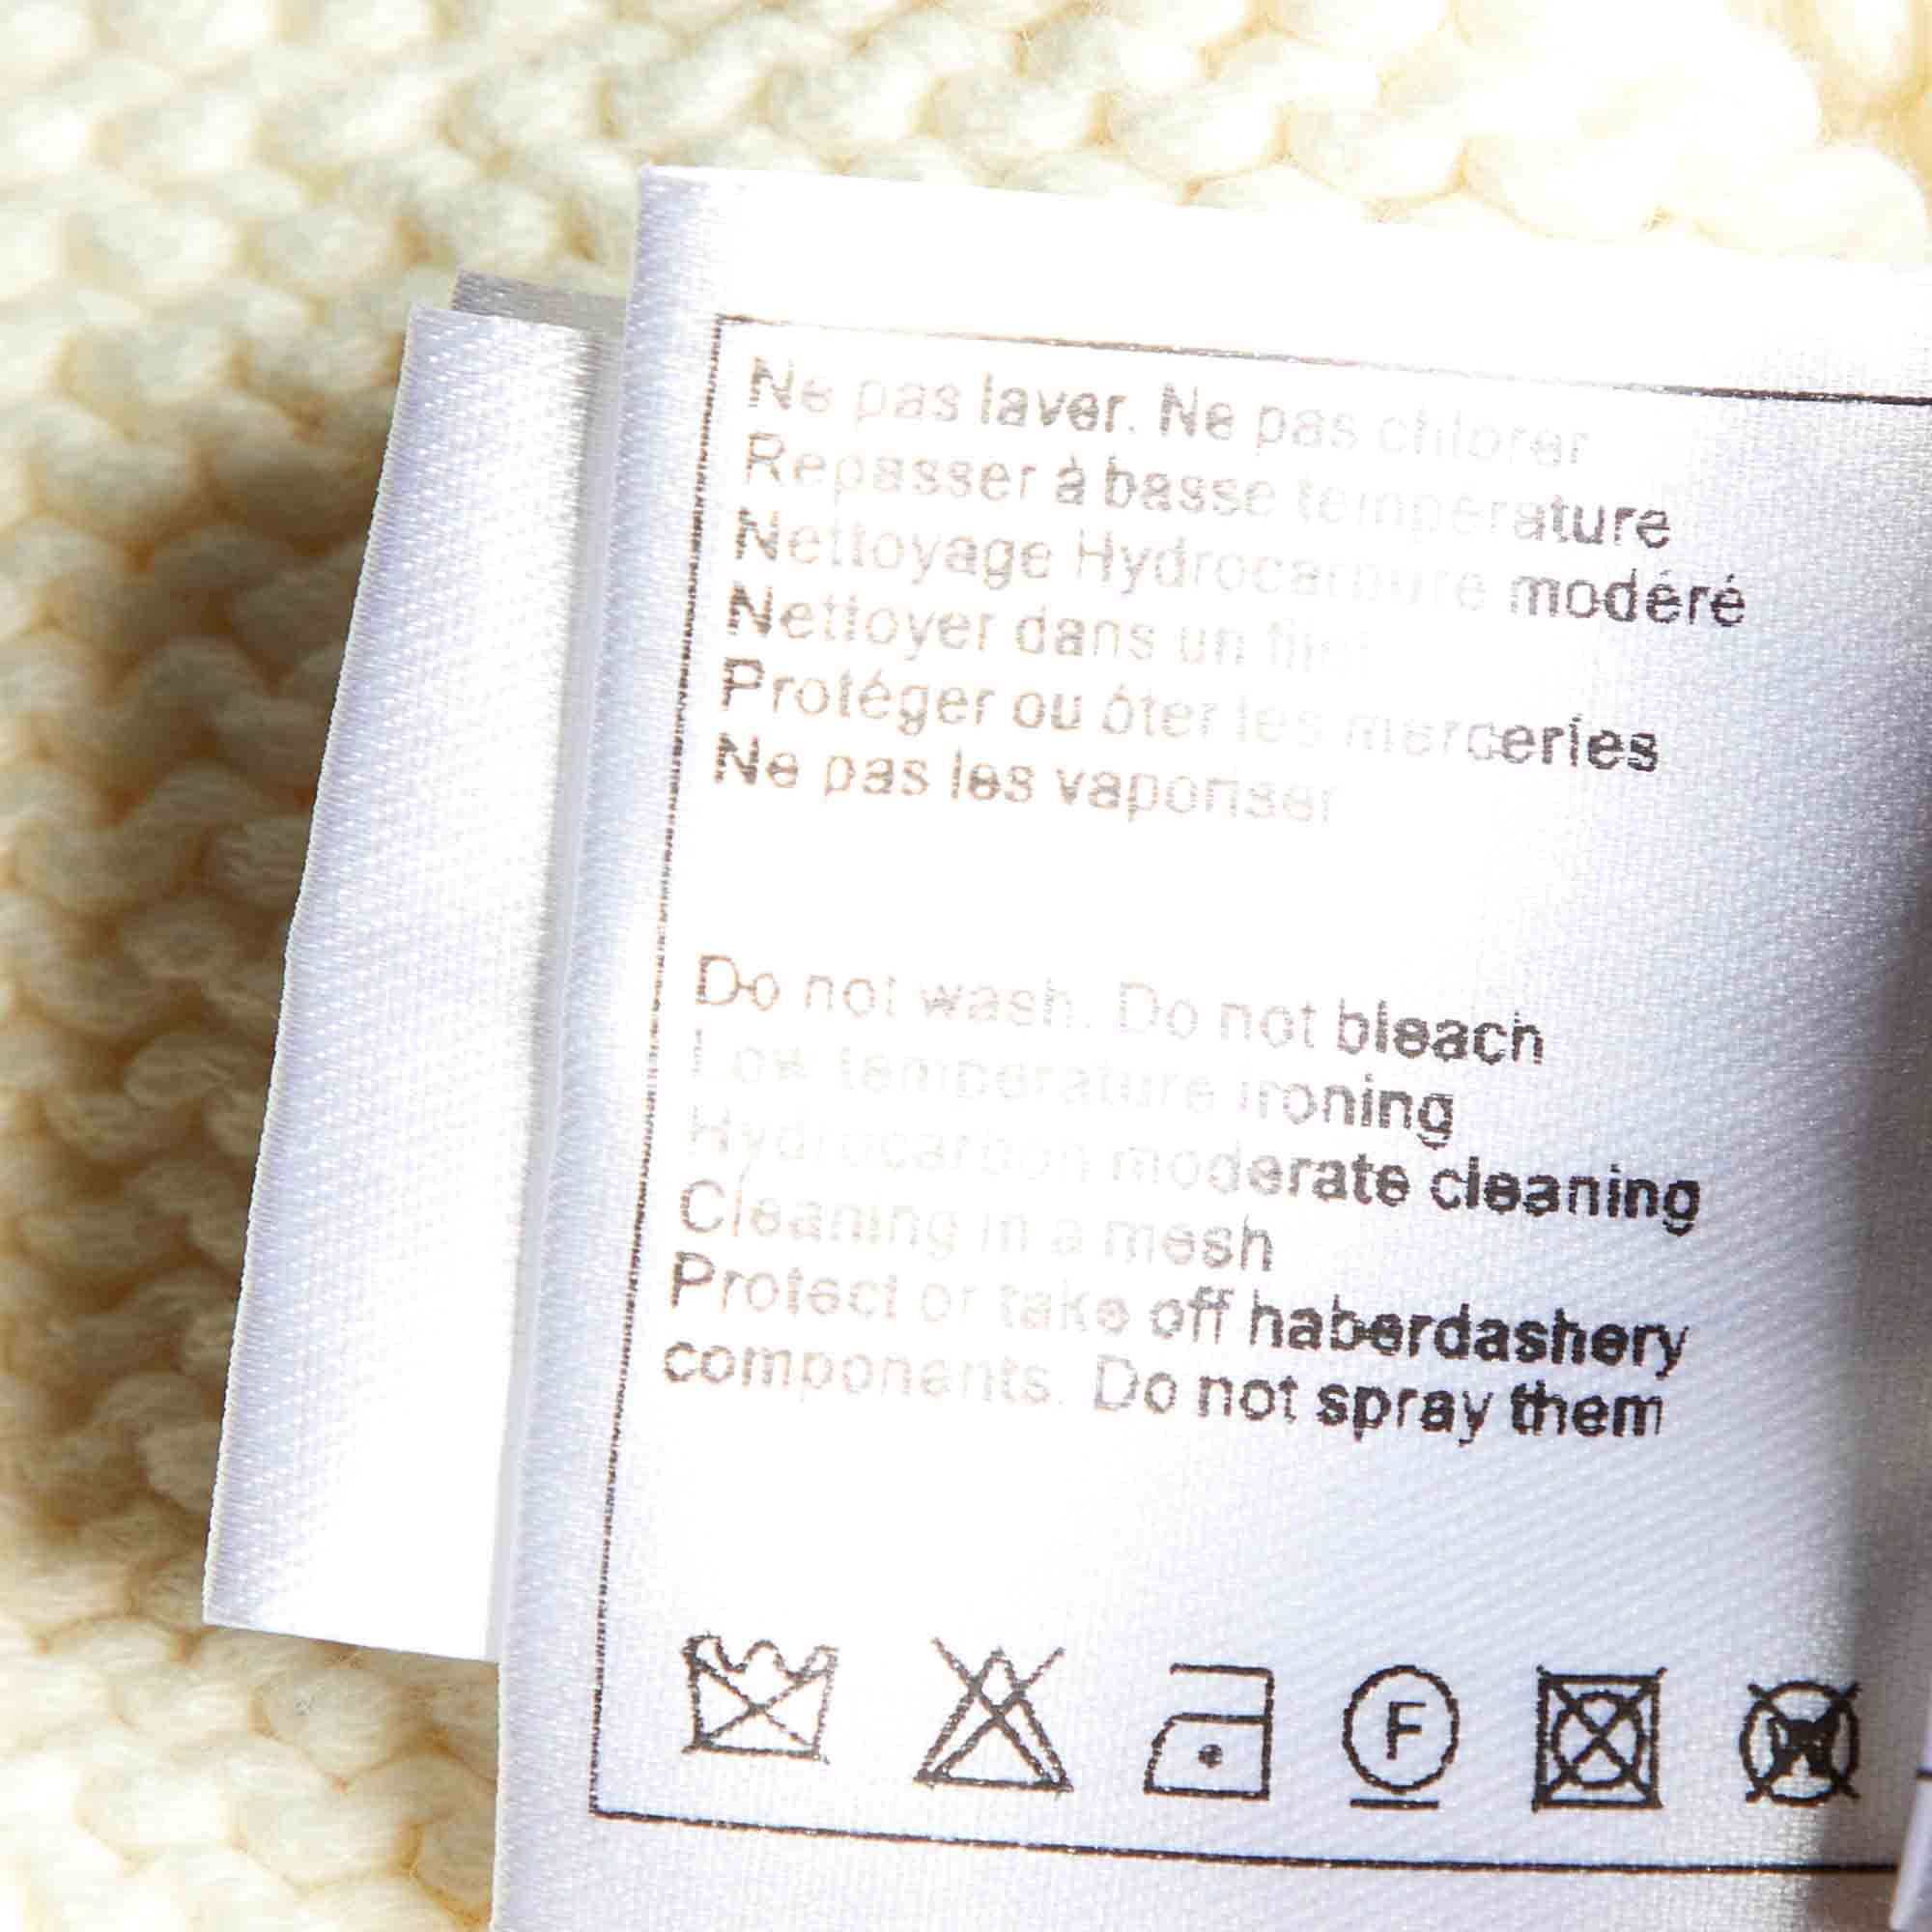 Ne pas laver. Ne pas chlorer
Repasser à basse température
Nettoyage Hydrocarbure modéré
Nettoyer dans un filet
Protéger ou ôter les merceries
Ne pas les vaporiser
Do not wash. Do not bleach
Low temperature ironing
Hydrocarbon moderate cleaning
Cleaning in a mesh
Protect or take off haberdashery
components. Do not spray them
F W